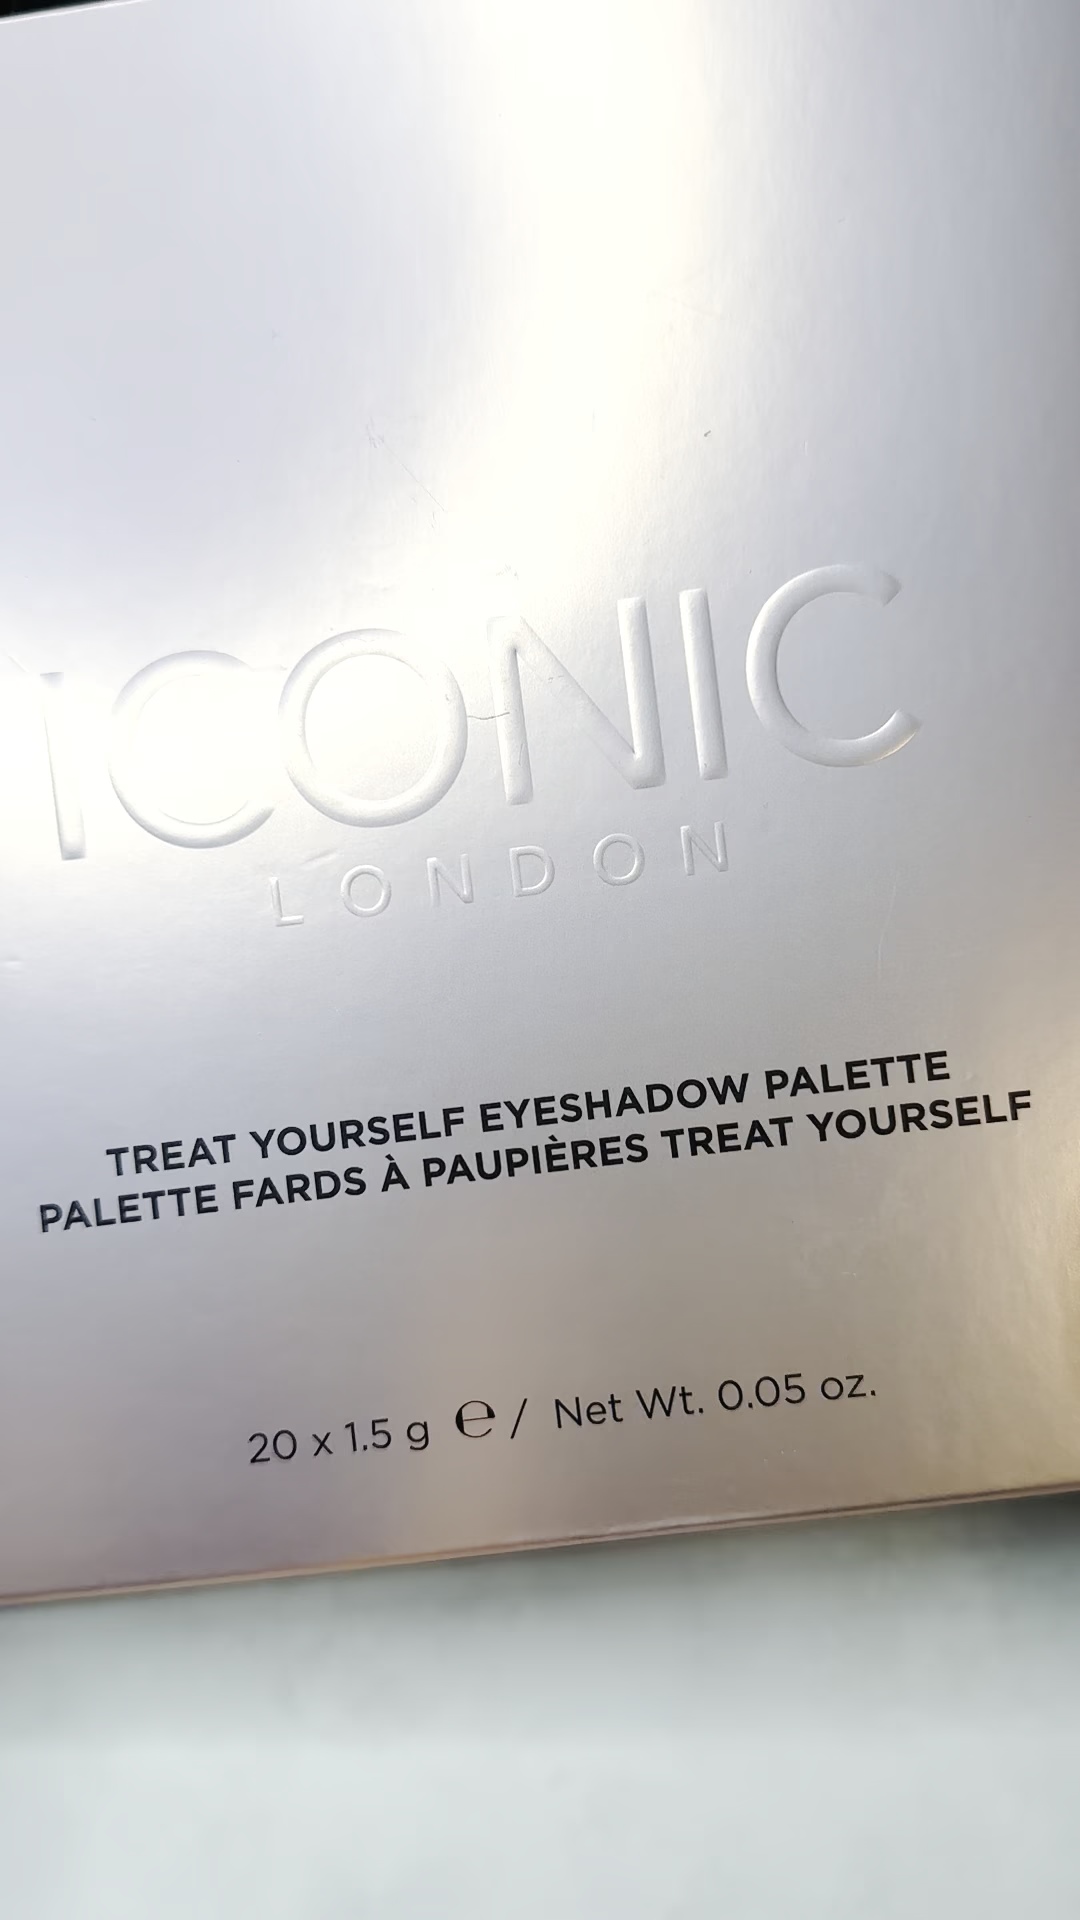 ICONIC
LONDON
TREAT YOURSELF EYESHADOW PALETTE
PALETTE FARDS À PAUPIÈRES TREAT YOURSELF
20 x 1.5 g ℮ / Net Wt. 0.05 oz.